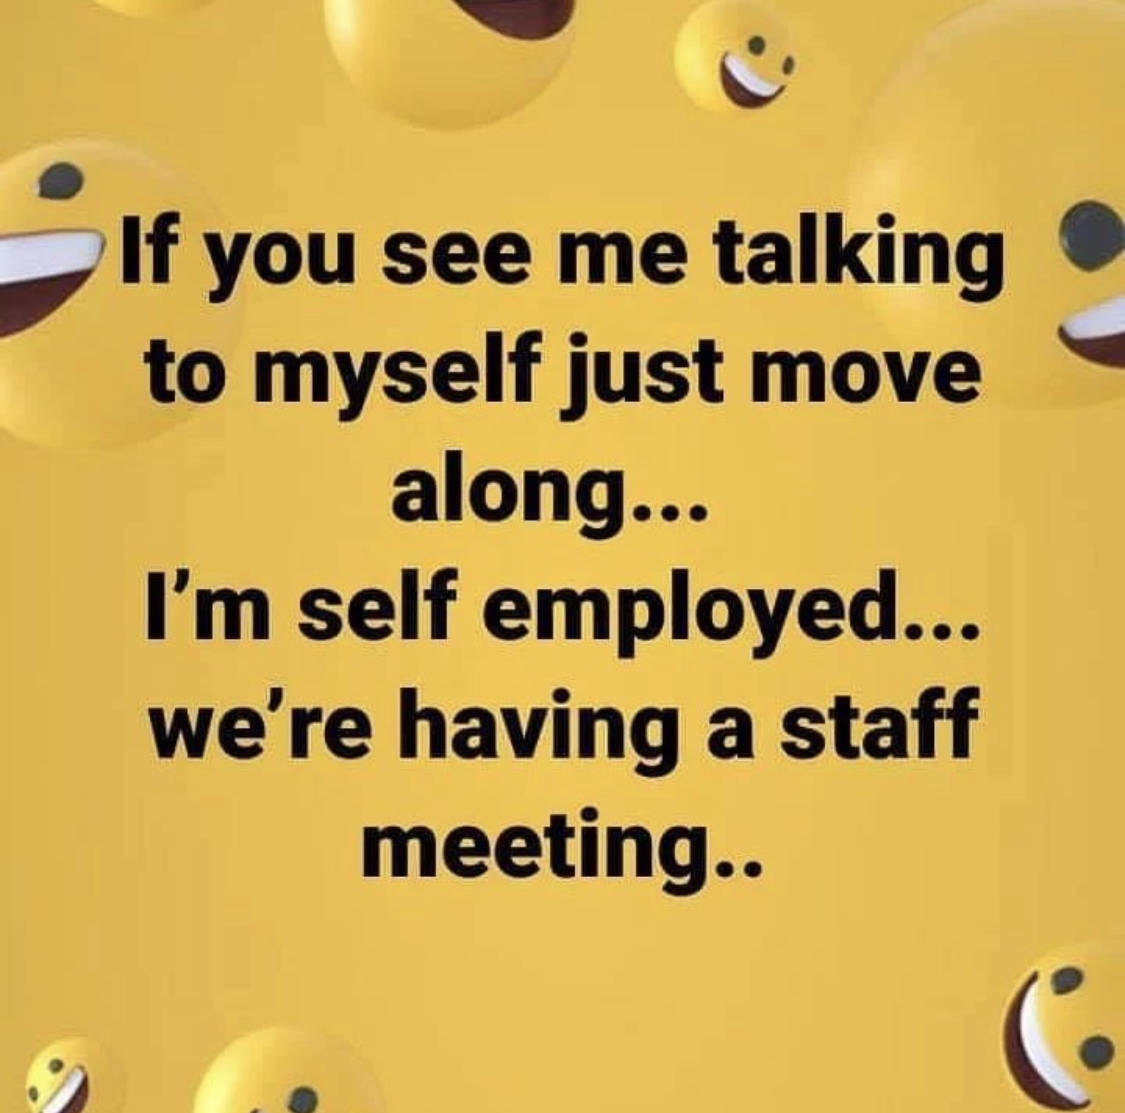 If you see me talking
to myself just move
along...
I’m self employed...
we’re having a staff
meeting..